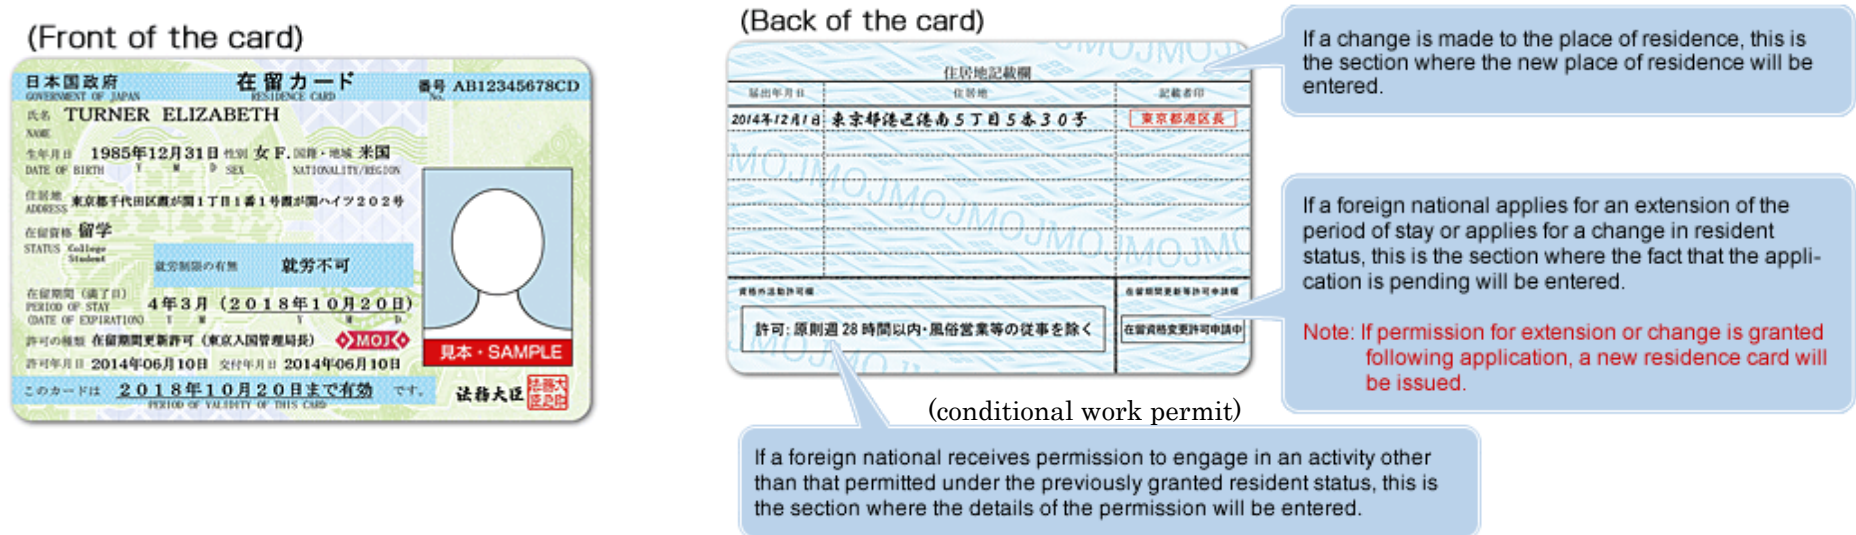 (Front of the card)
日本国政府 在留カード 番号 AB12345678CD
GOVERNMENT OF JAPAN RESIDENCE CARD No.
氏名 TURNER ELIZABETH
NAME
生年月日 1985年12月31日 性別 女 F. 国籍・地域 米国
DATE OF BIRTH Y M D SEX NATIONALITY/REGION
住居地 東京都千代田区霞が関1丁目1番1号霞が関ハイツ202号
ADDRESS
在留資格 留学
STATUS College
Student
就労制限の有無 就労不可
在留期間(満了日) 4年3月(2018年10月20日)
PERIOD OF STAY
(DATE OF EXPIRATION) Y M Y M D
許可の種類 在留期間更新許可(東京入国管理局長) MOJ
許可年月日 2014年06月10日 交付年月日 2014年06月10日
見本・SAMPLE
このカードは 2018年10月20日まで有効 です。
PERIOD OF VALIDITY OF THIS CARD
法務大臣
(Back of the card)
住居地記載欄
届出年月日 住居地 記載者印
2014年12月1日 東京都港区港南5丁目5番30号 東京都港区長
MOJMOJMOJ
MOJMOJMOJMOJMOJMOJ
資格外活動許可欄 在留期間更新等許可申請欄
許可:原則週28時間以内・風俗営業等の従事を除く 在留資格変更許可申請中
(conditional work permit)
If a change is made to the place of residence, this is
the section where the new place of residence will be
entered.
If a foreign national applies for an extension of the
period of stay or applies for a change in resident
status, this is the section where the fact that the appli-
cation is pending will be entered.
Note: If permission for extension or change is granted
following application, a new residence card will
be issued.
If a foreign national receives permission to engage in an activity other
than that permitted under the previously granted resident status, this is
the section where the details of the permission will be entered.